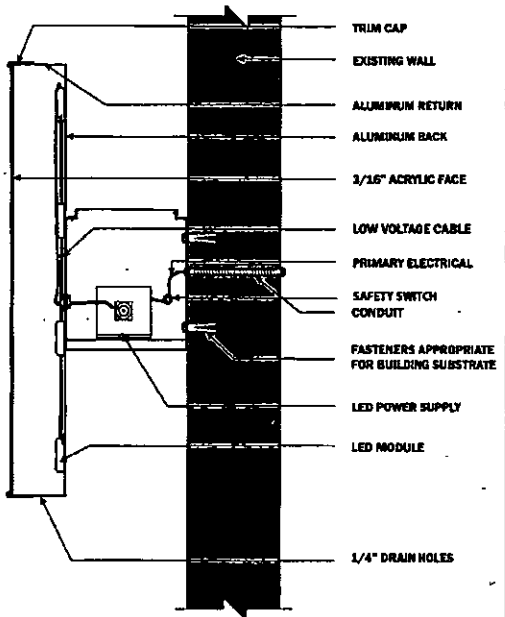 TRIM CAP
EXISTING WALL
ALUMINUM RETURN
ALUMINUM BACK
3/16" ACRYLIC FACE
LOW VOLTAGE CABLE
PRIMARY ELECTRICAL
SAFETY SWITCH
CONDUIT
FASTENERS APPROPRIATE
FOR BUILDING SUBSTRATE
LED POWER SUPPLY
LED MODULE
1/4" DRAIN HOLES